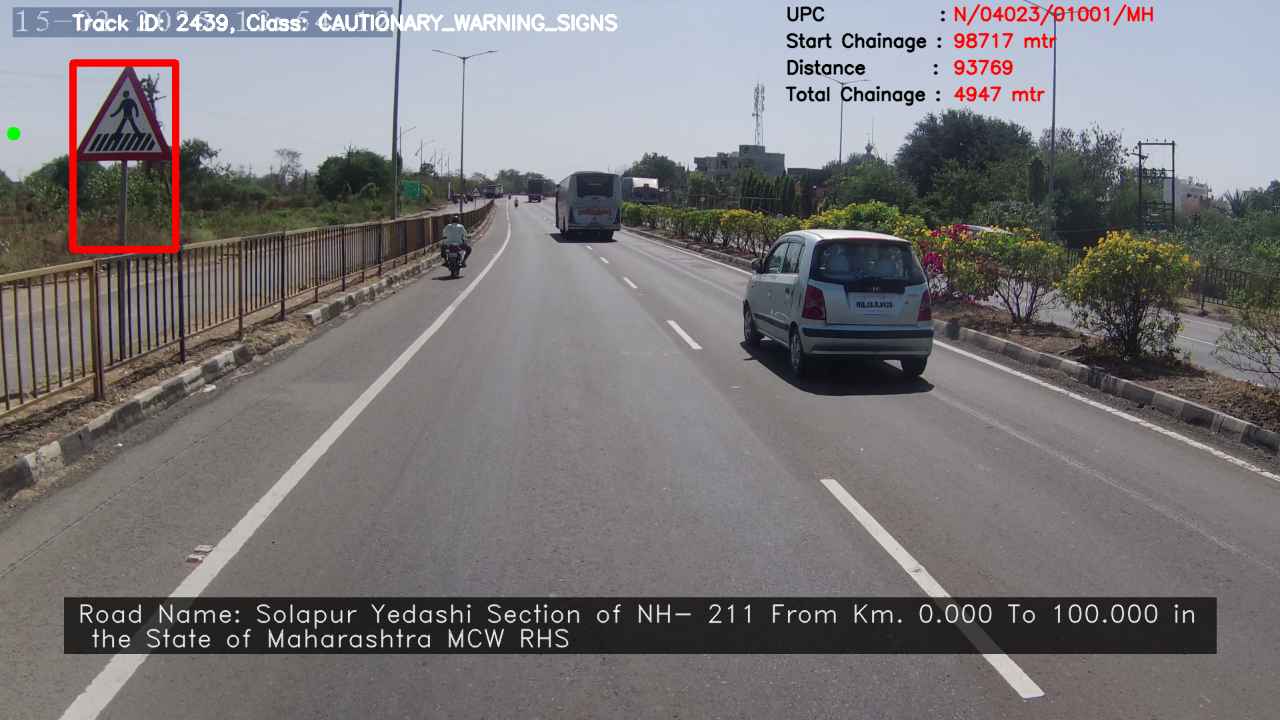 Track ID: 2439, Class: CAUTIONARY_WARNING_SIGNS
UPC : N/04023/01001/MH
Start Chainage : 98717 mtr
Distance : 93769
Total Chainage : 4947 mtr
Road Name: Solapur Yedashi Section of NH- 211 From Km. 0.000 To 100.000 in
the State of Maharashtra MCW RHS